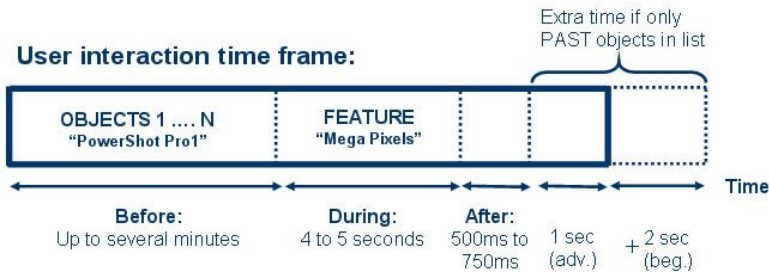 Extra time if only
PAST objects in list
User interaction time frame:
OBJECTS 1 .... N
“PowerShot Pro1”
FEATURE
“Mega Pixels”
Time
Before:
Up to several minutes
During:
4 to 5 seconds
After:
500ms to
750ms
1 sec
(adv.)
+ 2 sec
(beg.)